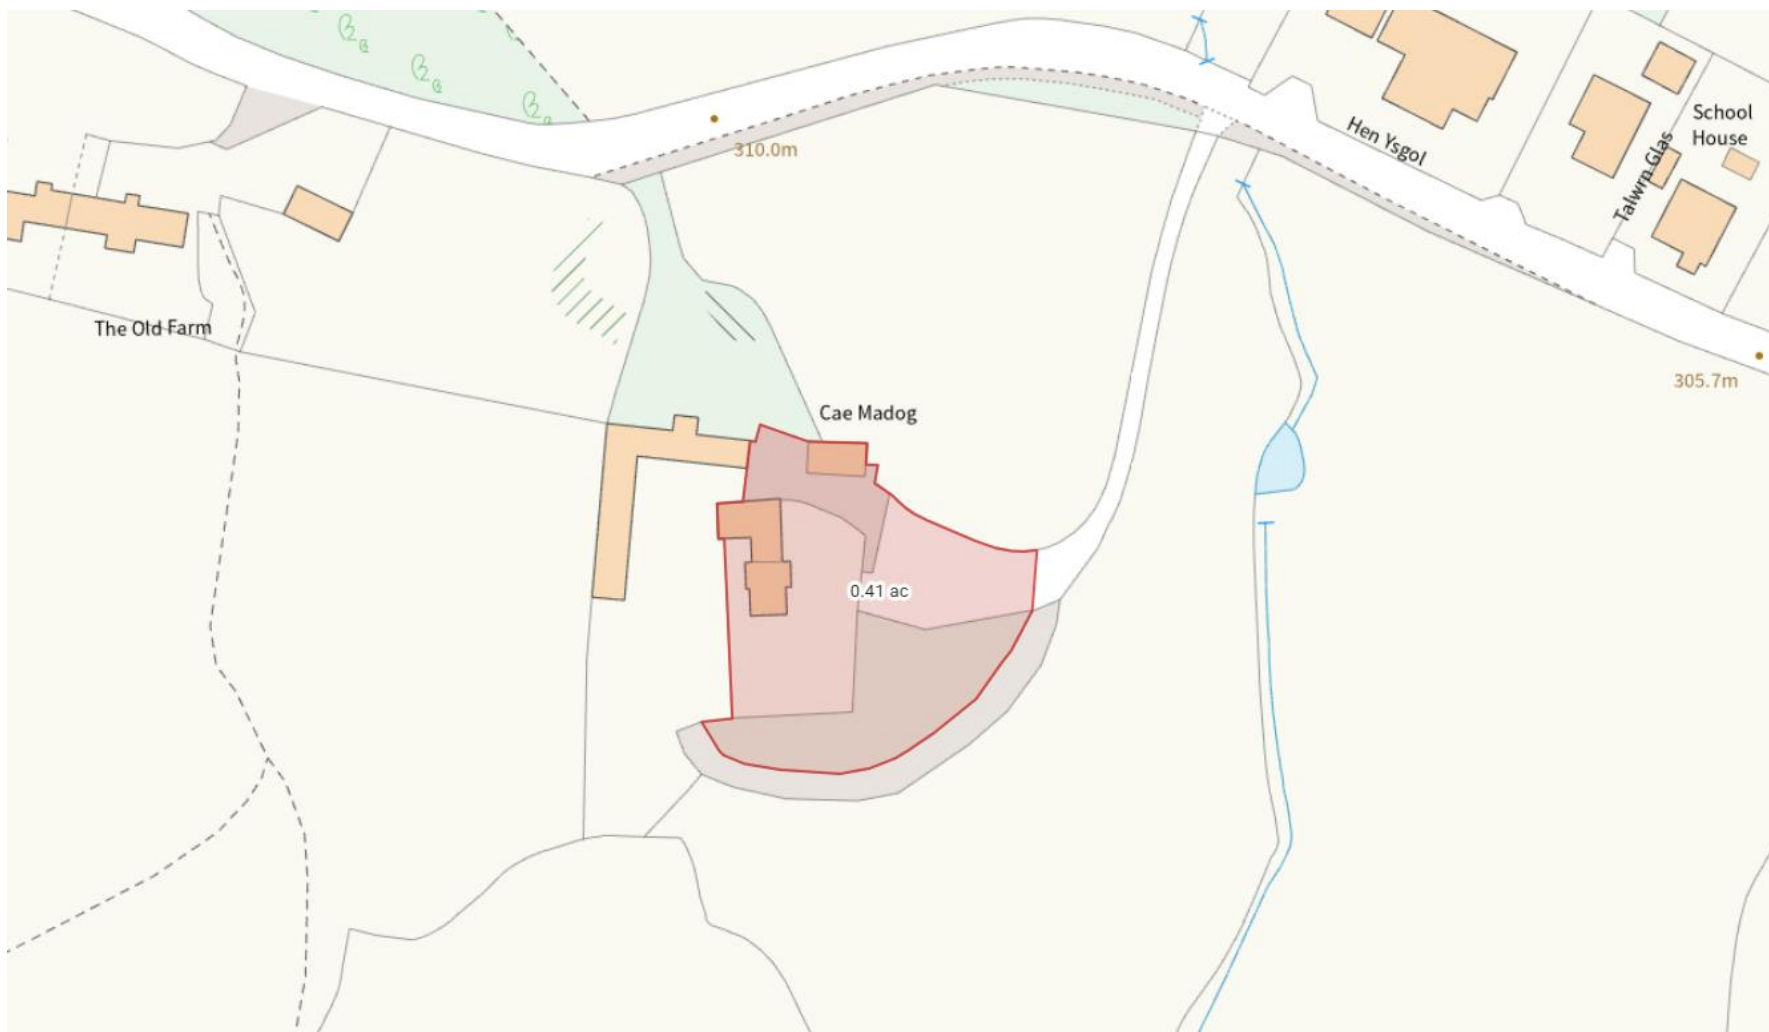 310.0m
Hen Ysgol
Talwrn Glas
School
House
The Old Farm
305.7m
Cae Madog
0.41 ac